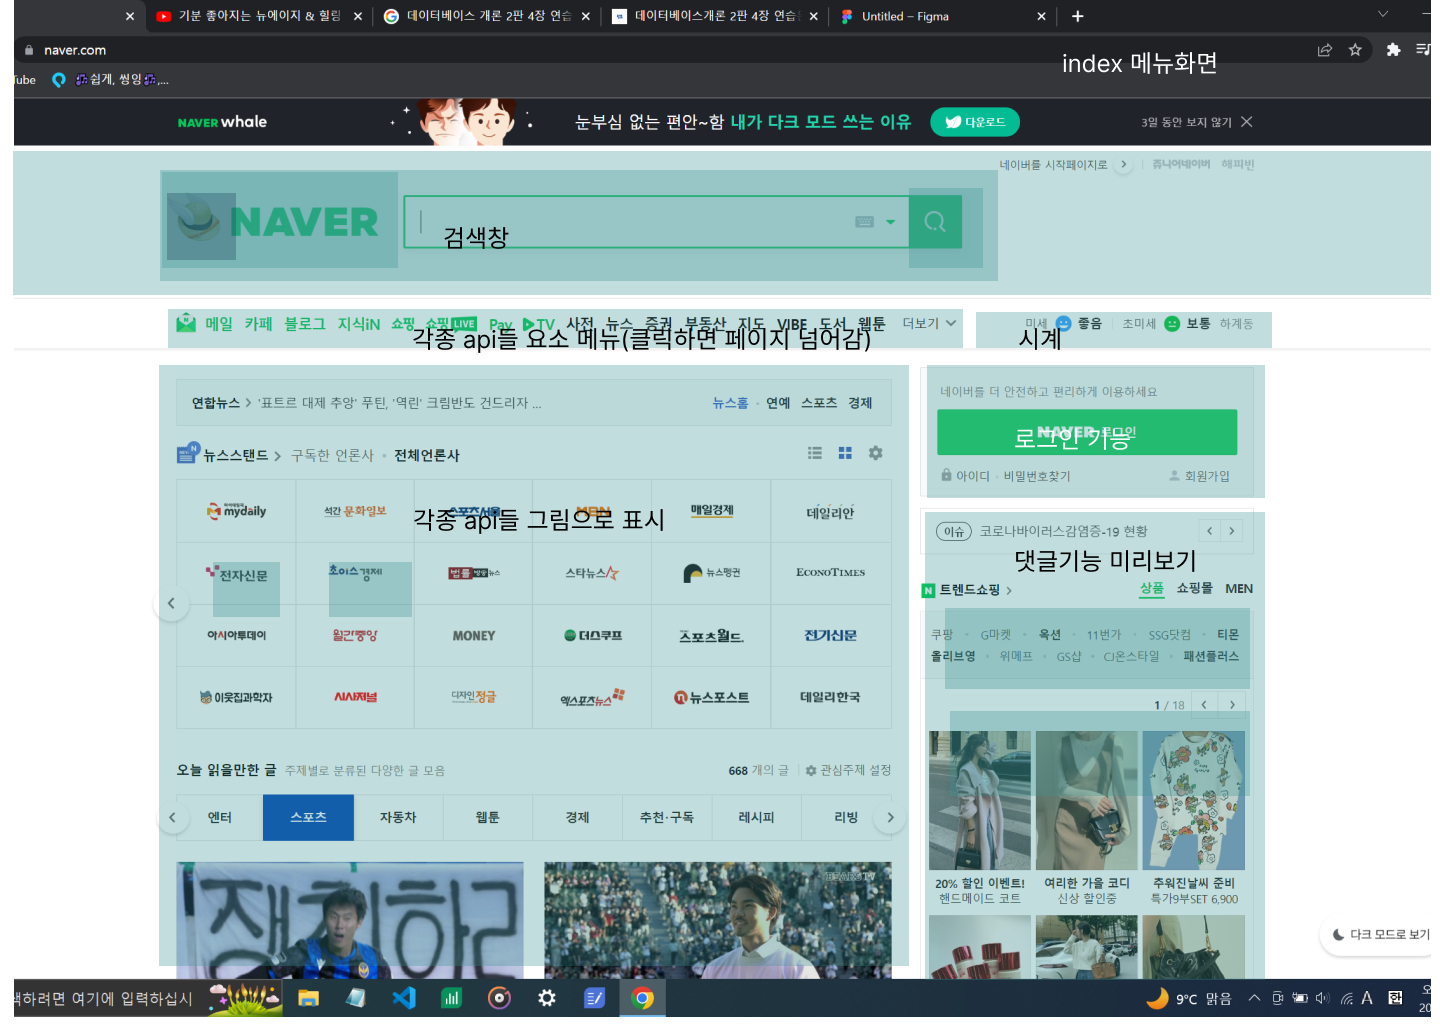 기분 좋아지는 뉴에이지 & 힐링
데이터베이스 개론 2판 4장 연습
데이터베이스개론 2판 4장 연습
Untitled – Figma
naver.com
index 메뉴화면
Tube
쉽게, 씽잉
NAVER whale
눈부심 없는 편안~함 내가 다크 모드 쓰는 이유
다운로드
3일 동안 보지 않기
네이버를 시작페이지로
쥬니어네이버 해피빈
NAVER
검색창
메일 카페 블로그 지식iN 쇼핑 쇼핑LIVE Pay TV 사전 뉴스 증권 부동산 지도 VIBE 도서 웹툰 더보기
미세 좋음 초미세 보통 하계동
각종 api들 요소 메뉴(클릭하면 페이지 넘어감)
시계
연합뉴스 > '표트르 대제 추앙' 푸틴, '역린' 크림반도 건드리자 ...
뉴스홈 · 연예 스포츠 경제
네이버를 더 안전하고 편리하게 이용하세요
NAVER 로그인
로그인 기능
아이디 · 비밀번호찾기
회원가입
뉴스스탠드 > 구독한 언론사 · 전체언론사
마이데일리 mydaily
석간 문화일보
스포츠서울
MBN
매일경제
데일리안
각종 api들 그림으로 표시
이슈 코로나바이러스감염증-19 현황
댓글기능 미리보기
전자신문
초이스경제
법률방송뉴스
스타뉴스
뉴스펭귄
ECONOTIMES
트렌드쇼핑 >
상품 쇼핑몰 MEN
아시아투데이
월간중앙
MONEY
더스쿠프
스포츠월드.
전기신문
쿠팡 · G마켓 · 옥션 · 11번가 · SSG닷컴 · 티몬
올리브영 · 위메프 · GS샵 · CJ온스타일 · 패션플러스
이웃집과학자
시사저널
디자인정글
엑스포츠뉴스
뉴스포스트
데일리한국
1 / 18
오늘 읽을만한 글 주제별로 분류된 다양한 글 모음
668 개의 글
관심주제 설정
엔터 스포츠 자동차 웹툰 경제 추천·구독 레시피 리빙
20% 할인 이벤트!
핸드메이드 코트
여리한 가을 코디
신상 할인중
추워진날씨 준비
특가9부SET 6,900
다크 모드로 보기
색하려면 여기에 입력하십시
9℃ 맑음
A
한
오
20